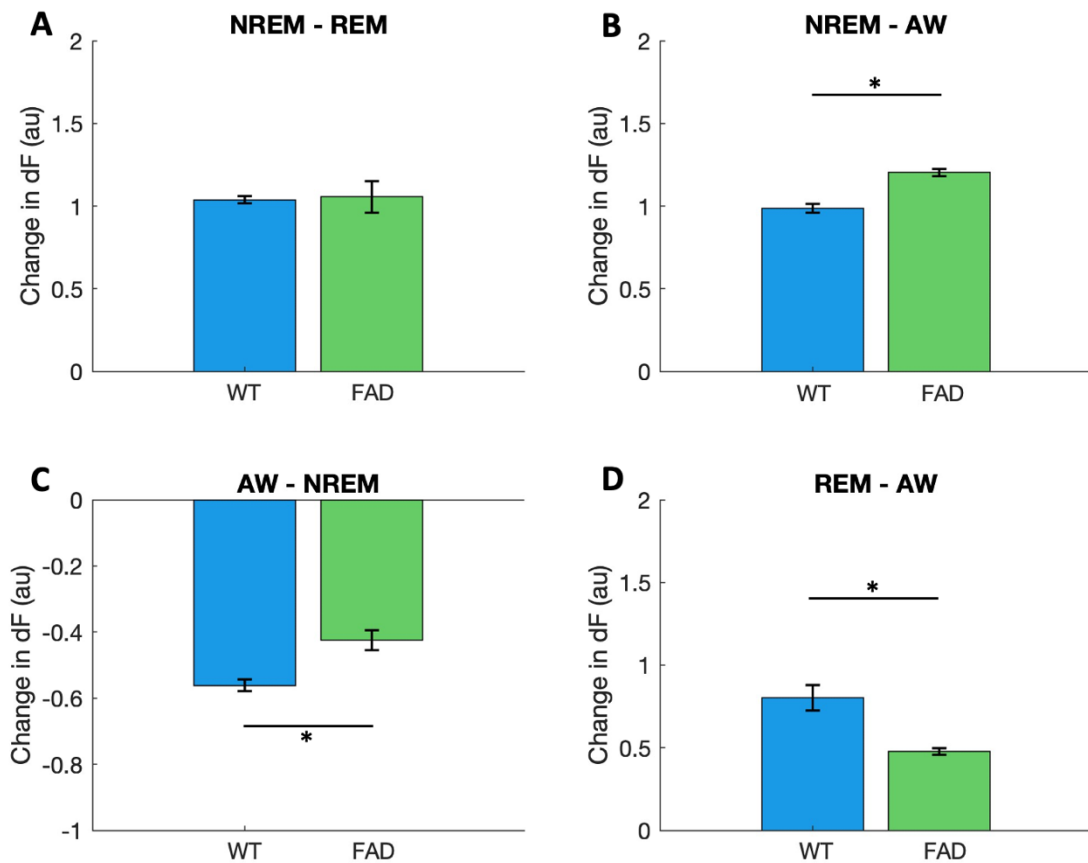 A
NREM - REM
Change in dF (au)
2
1.5
1
0.5
0
WT
FAD
B
NREM - AW
Change in dF (au)
2
1.5
1
0.5
0
*
WT
FAD
C
AW - NREM
Change in dF (au)
0
-0.2
-0.4
-0.6
-0.8
-1
*
WT
FAD
D
REM - AW
Change in dF (au)
2
1.5
1
0.5
0
*
WT
FAD